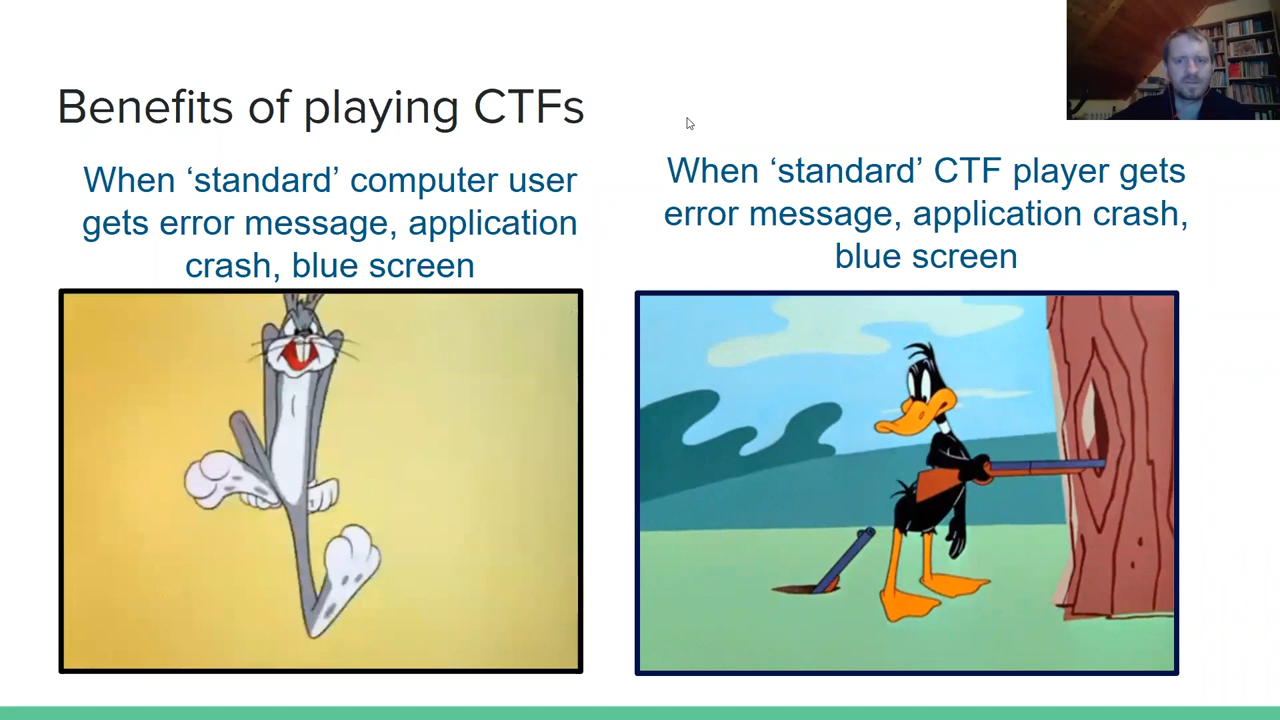 Benefits of playing CTFs
When ‘standard’ computer user
gets error message, application
crash, blue screen
When ‘standard’ CTF player gets
error message, application crash,
blue screen